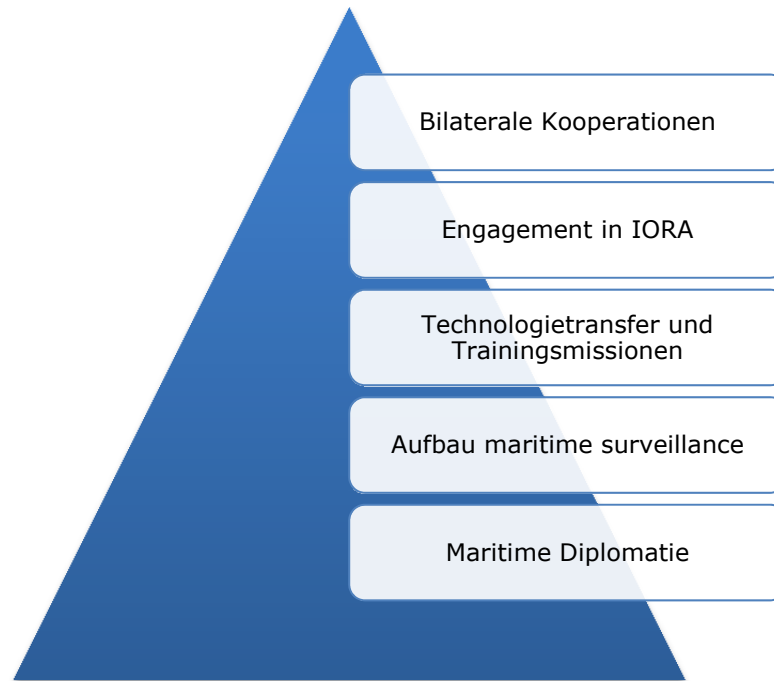 Bilaterale Kooperationen
Engagement in IORA
Technologietransfer und
Trainingsmissionen
Aufbau maritime surveillance
Maritime Diplomatie